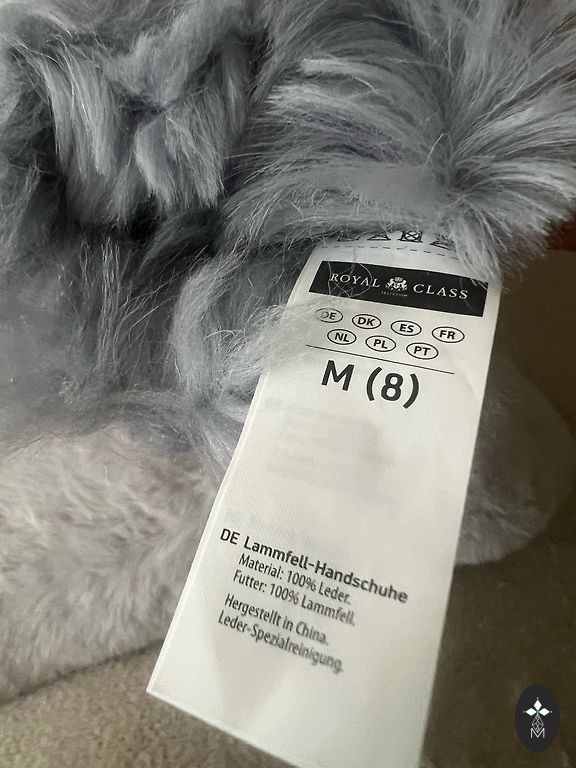 ROYAL CLASS
SELECTION
DE DK ES FR
NL PL PT
M (8)
DE Lammfell-Handschuhe
Material: 100% Leder.
Futter: 100% Lammfell.
Hergestellt in China.
Leder-Spezialreinigung.
M